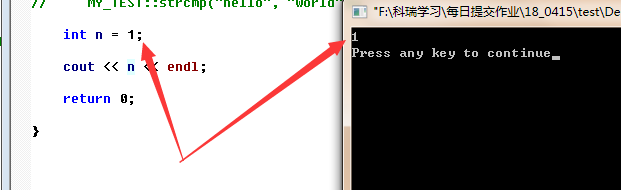 // MY_TEST::strcmp("hello", "world"
int n = 1;
cout << n << endl;
return 0;
}
"F:\科瑞学习\每日提交作业\18_0415\test\De
1
Press any key to continue